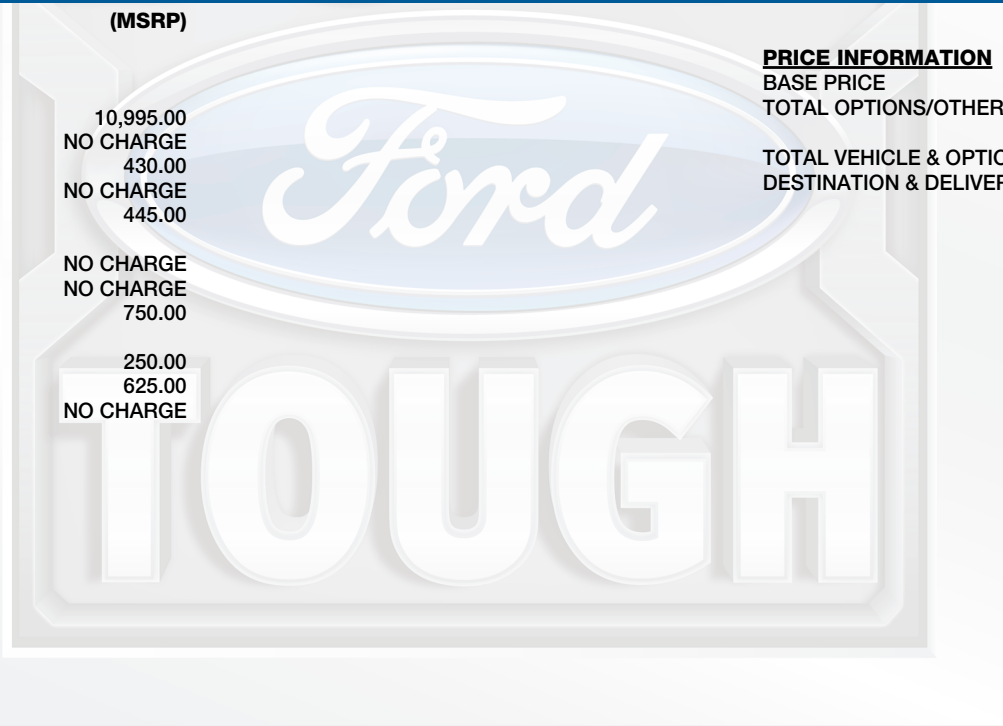 (MSRP)
10,995.00
NO CHARGE
430.00
NO CHARGE
445.00
NO CHARGE
NO CHARGE
750.00
250.00
625.00
NO CHARGE
PRICE INFORMATION
BASE PRICE
TOTAL OPTIONS/OTHER
TOTAL VEHICLE & OPTIO
DESTINATION & DELIVER
Ford
TOUGH